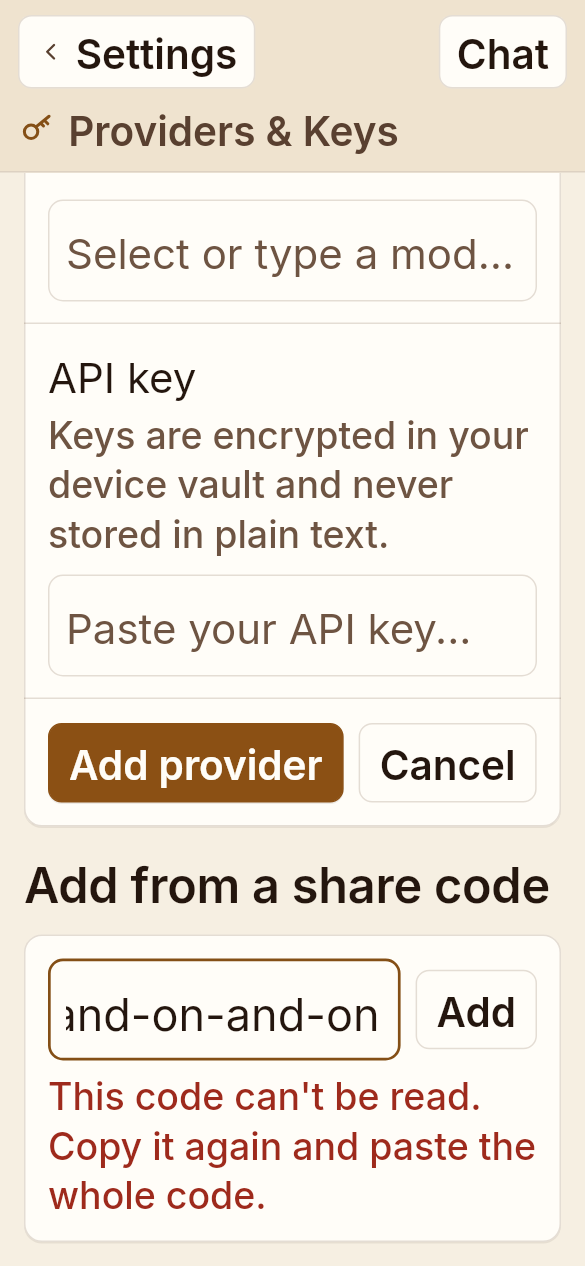 Settings
Chat
Providers & Keys
Select or type a mod...
API key
Keys are encrypted in your
device vault and never
stored in plain text.
Paste your API key...
Add provider
Cancel
Add from a share code
and-on-and-on
Add
This code can't be read.
Copy it again and paste the
whole code.